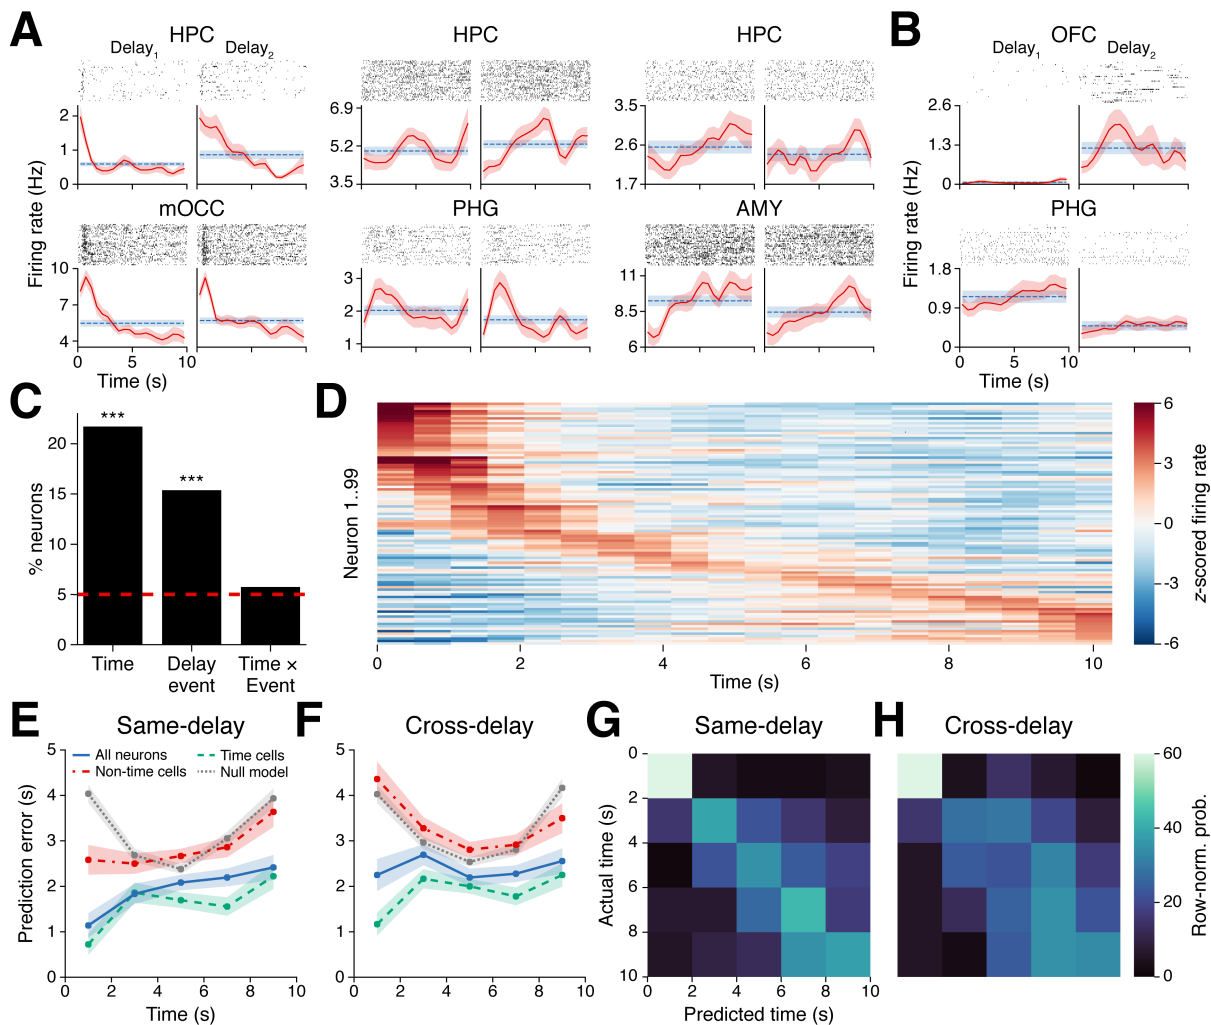 A
HPC
Delay1
Delay2
HPC
HPC
B
OFC
Delay1
Delay2
2
1
0
6.9
5.2
3.5
3.5
2.6
1.7
2.6
1.3
0
Firing rate (Hz)
Firing rate (Hz)
mOCC
PHG
AMY
PHG
10
7
4
3
2
1
11
8.5
6
1.8
0.9
0
0 5 10
Time (s)
0 5 10
Time (s)
C
% neurons
20
15
10
5
0
***
***
Time
Delay event
Time × Event
D
Neuron 1..99
0 2 4 6 8 10
Time (s)
6
3
0
-3
-6
z-scored firing rate
E
Same-delay
All neurons
Non-time cells
Time cells
Null model
Prediction error (s)
5
4
3
2
1
0
0 2 4 6 8 10
Time (s)
F
Cross-delay
5
4
3
2
1
0
0 2 4 6 8 10
G
Same-delay
Actual time (s)
0
2
4
6
8
10
0 2 4 6 8 10
Predicted time (s)
H
Cross-delay
60
40
20
0
Row-norm. prob.